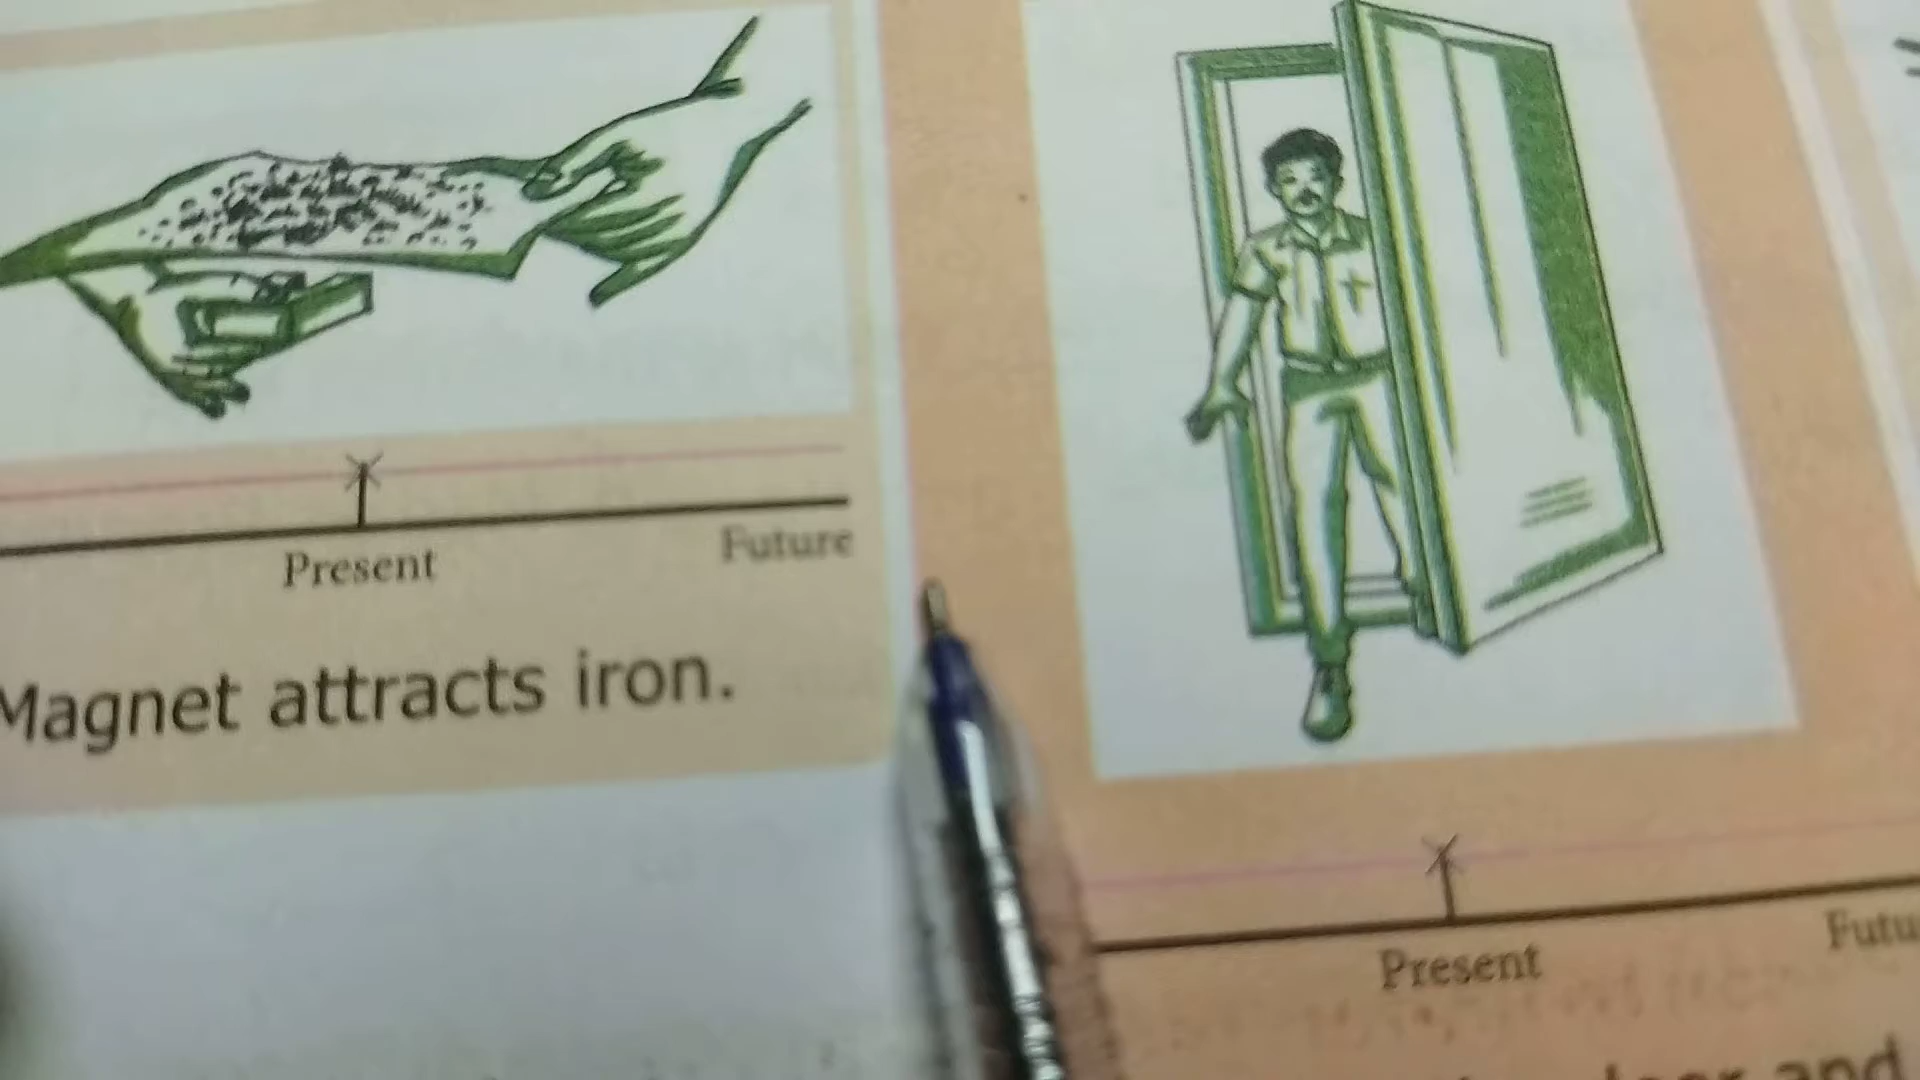 Present Future
Magnet attracts iron.
Present Futu
and